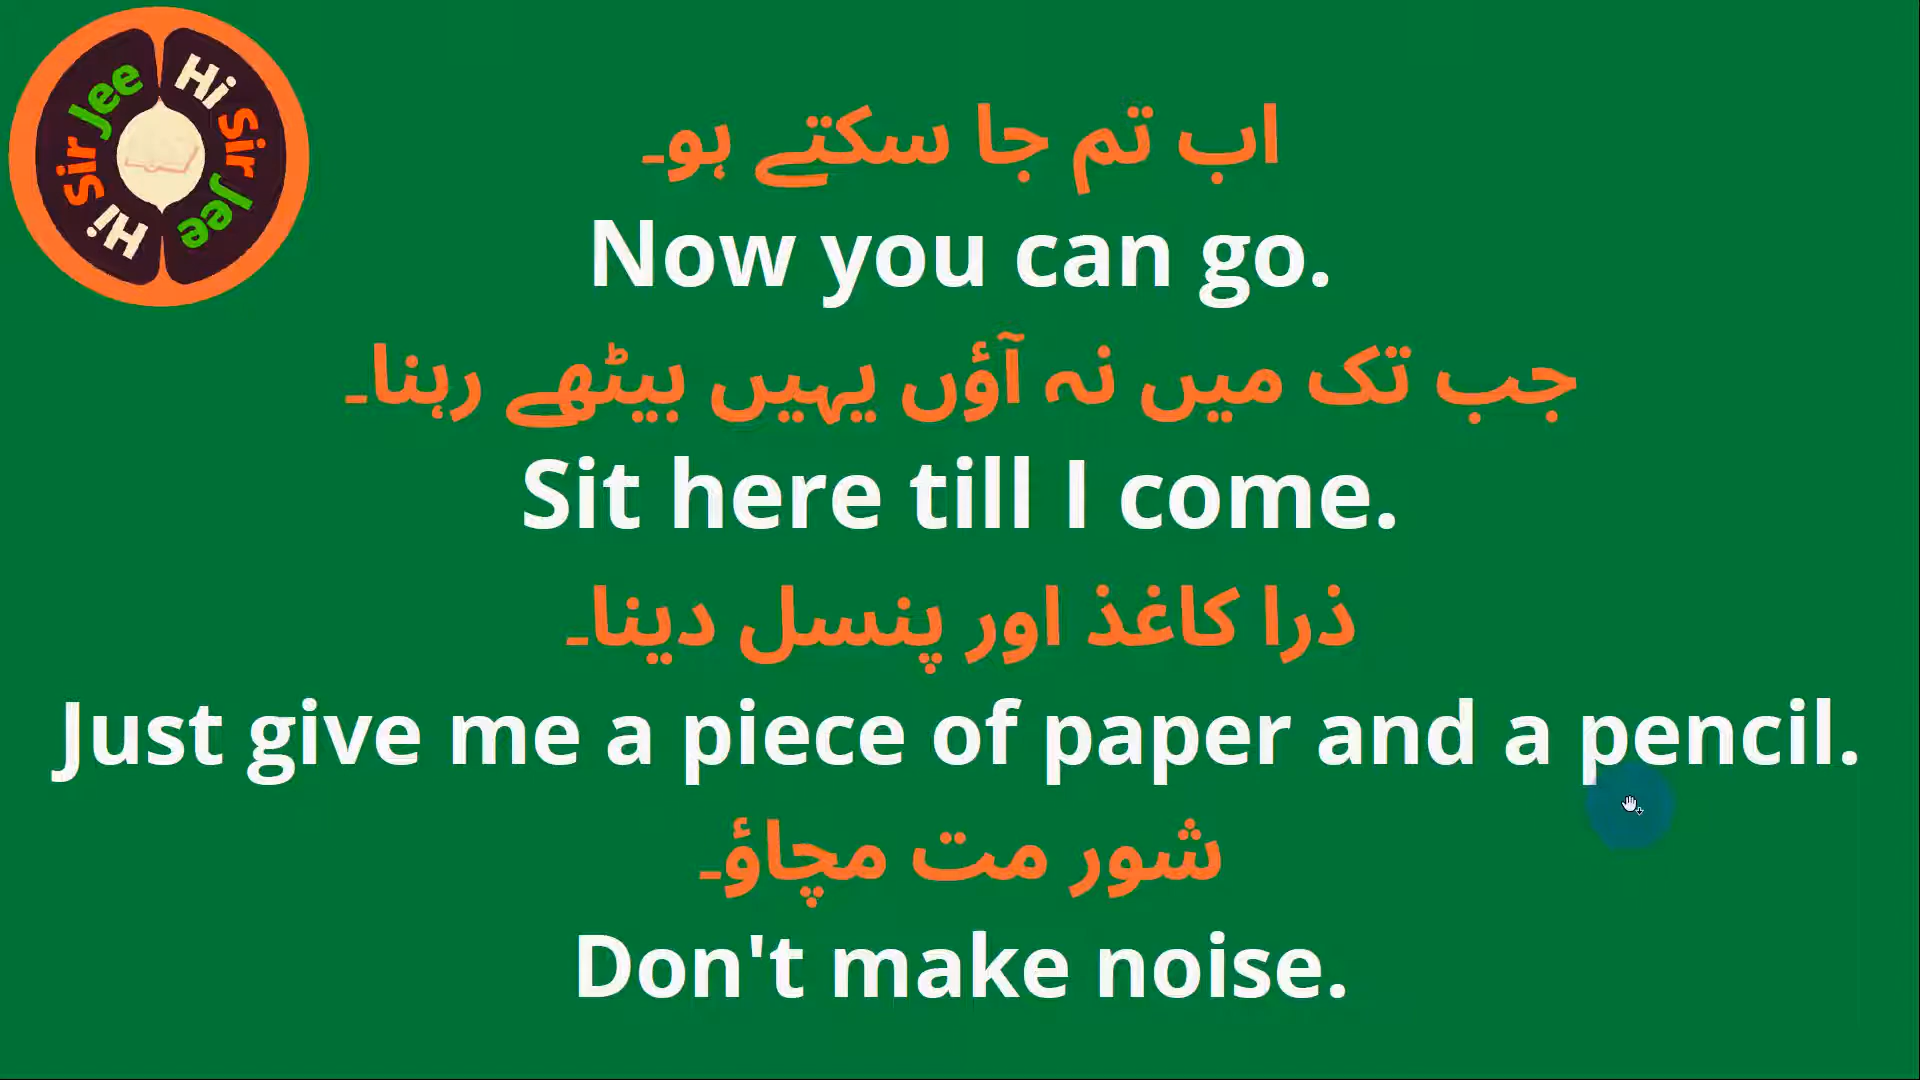 Hi Sir Jee
Hi Sir Jee
اب تم جا سکتے ہو۔
Now you can go.
جب تک میں نہ آؤں یہیں بیٹھے رہنا۔
Sit here till I come.
ذرا کاغذ اور پنسل دینا۔
Just give me a piece of paper and a pencil.
شور مت مچاؤ۔
Don't make noise.